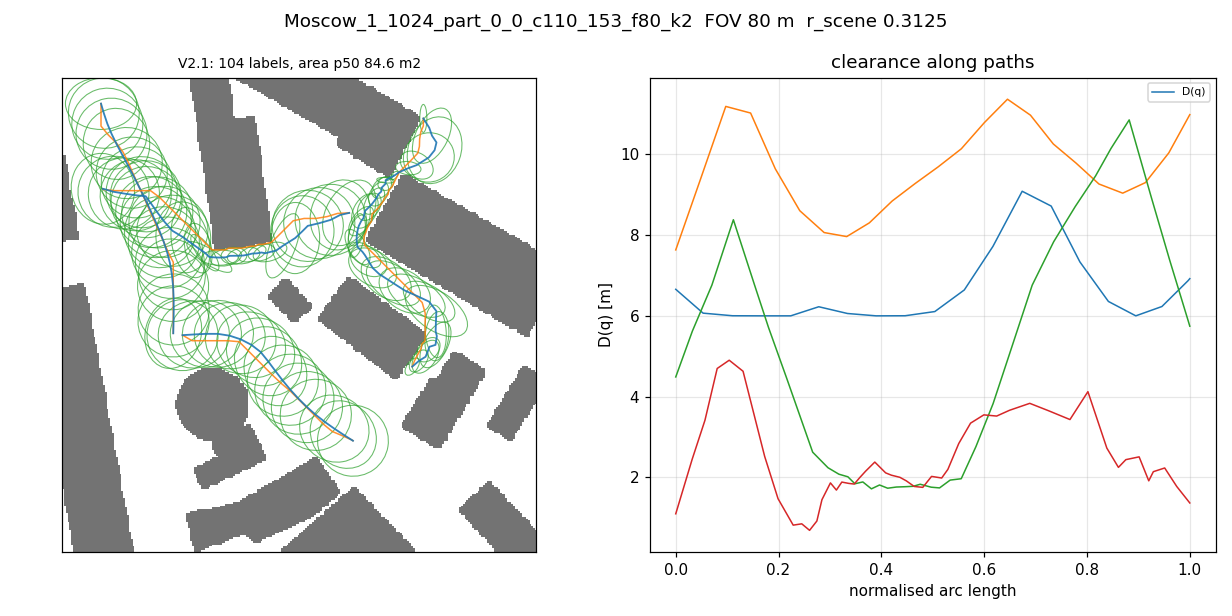 Moscow_1_1024_part_0_0_c110_153_f80_k2  FOV 80 m  r_scene 0.3125
V2.1: 104 labels, area p50 84.6 m2
clearance along paths
D(q)
D(q) [m]
10
8
6
4
2
0.0 0.2 0.4 0.6 0.8 1.0
normalised arc length